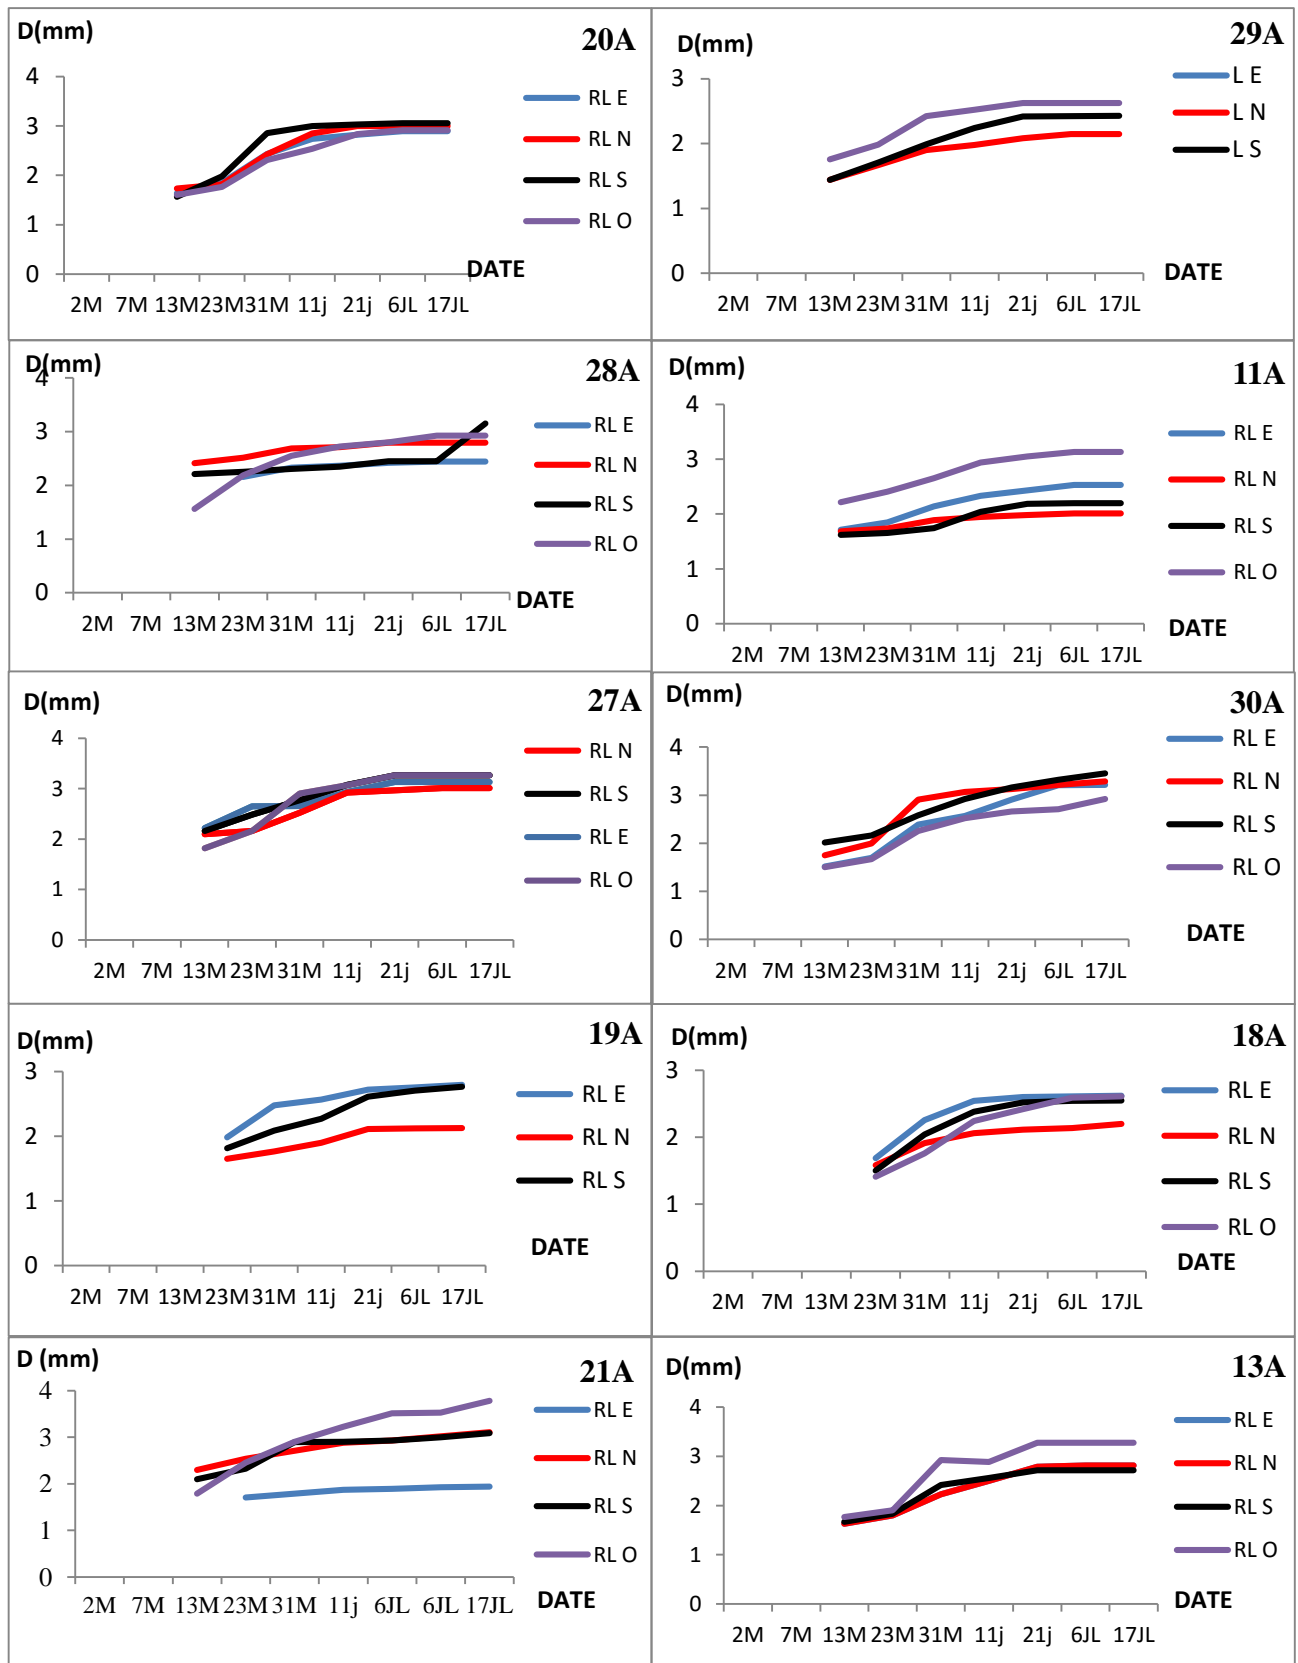 D(mm)
20A
4
3
2
1
0
RL E
RL N
RL S
RL O
DATE
2M 7M 13M 23M 31M 11j 21j 6JL 17JL
D(mm)
29A
3
2
1
0
L E
L N
L S
DATE
2M 7M 13M 23M 31M 11j 21j 6JL 17JL
D(mm)
28A
4
3
2
1
0
RL E
RL N
RL S
RL O
DATE
2M 7M 13M 23M 31M 11j 21j 6JL 17JL
D(mm)
11A
4
3
2
1
0
RL E
RL N
RL S
RL O
DATE
2M 7M 13M 23M 31M 11j 21j 6JL 17JL
D(mm)
27A
4
3
2
1
0
RL N
RL S
RL E
RL O
2M 7M 13M 23M 31M 11j 21j 6JL 17JL
D(mm)
30A
4
3
2
1
0
RL E
RL N
RL S
RL O
DATE
2M 7M 13M 23M 31M 11j 21j 6JL 17JL
D(mm)
19A
3
2
1
0
RL E
RL N
RL S
DATE
2M 7M 13M 23M 31M 11j 21j 6JL 17JL
D(mm)
18A
3
2
1
0
RL E
RL N
RL S
RL O
DATE
2M 7M 13M 23M 31M 11j 21j 6JL 17JL
D (mm)
21A
4
3
2
1
0
RL E
RL N
RL S
RL O
DATE
2M 7M 13M 23M 31M 11j 6JL 6JL 17JL
D(mm)
13A
4
3
2
1
0
RL E
RL N
RL S
RL O
DATE
2M 7M 13M 23M 31M 11j 21j 6JL 17JL